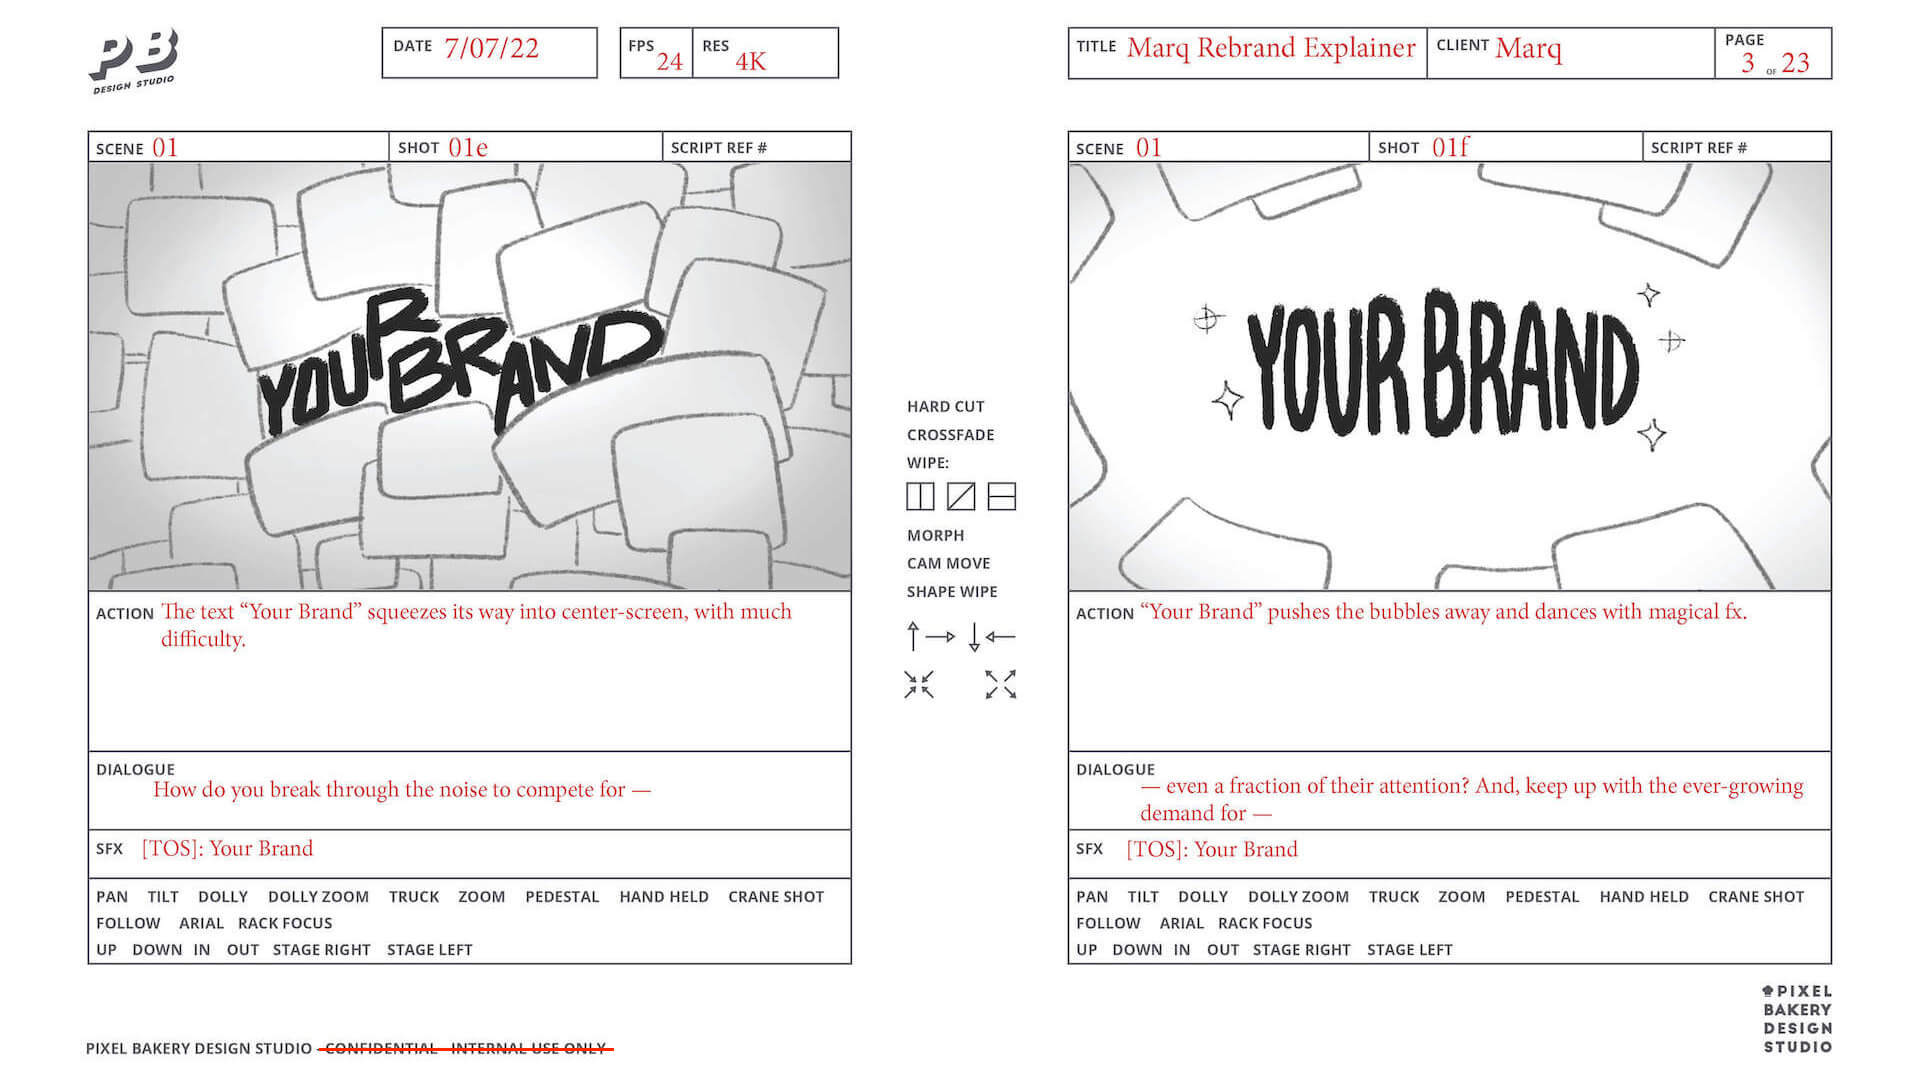 PB
DESIGN STUDIO
DATE 7/07/22
FPS 24
RES 4K
TITLE Marq Rebrand Explainer
CLIENT Marq
PAGE 3 OF 23
SCENE 01
SHOT 01e
SCRIPT REF #
YOUR BRAND
ACTION The text “Your Brand” squeezes its way into center-screen, with much
difficulty.
DIALOGUE
How do you break through the noise to compete for —
SFX [TOS]: Your Brand
PAN TILT DOLLY DOLLY ZOOM TRUCK ZOOM PEDESTAL HAND HELD CRANE SHOT
FOLLOW ARIAL RACK FOCUS
UP DOWN IN OUT STAGE RIGHT STAGE LEFT
HARD CUT
CROSSFADE
WIPE:
MORPH
CAM MOVE
SHAPE WIPE
SCENE 01
SHOT 01f
SCRIPT REF #
YOUR BRAND
ACTION “Your Brand” pushes the bubbles away and dances with magical fx.
DIALOGUE
— even a fraction of their attention? And, keep up with the ever-growing
demand for —
SFX [TOS]: Your Brand
PAN TILT DOLLY DOLLY ZOOM TRUCK ZOOM PEDESTAL HAND HELD CRANE SHOT
FOLLOW ARIAL RACK FOCUS
UP DOWN IN OUT STAGE RIGHT STAGE LEFT
PIXEL BAKERY DESIGN STUDIO CONFIDENTIAL INTERNAL USE ONLY
PIXEL
BAKERY
DESIGN
STUDIO